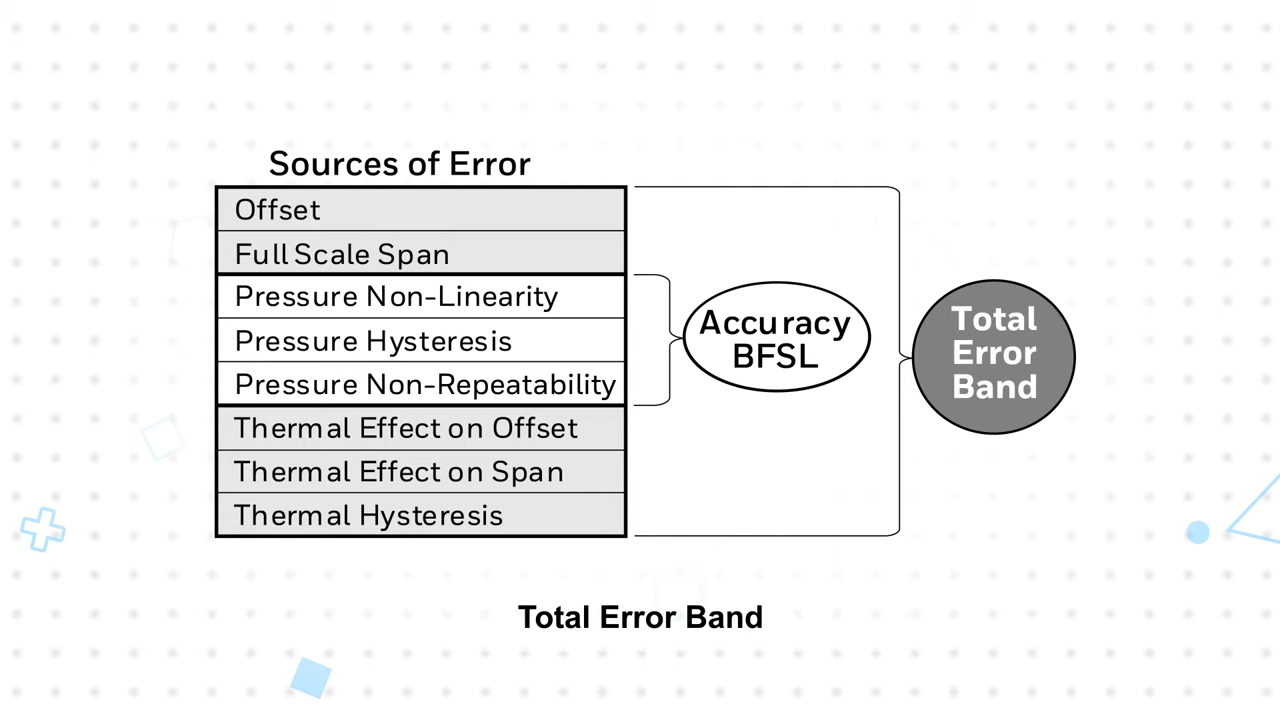 Sources of Error
Offset
Full Scale Span
Pressure Non-Linearity
Pressure Hysteresis
Pressure Non-Repeatability
Thermal Effect on Offset
Thermal Effect on Span
Thermal Hysteresis
Accuracy
BFSL
Total
Error
Band
Total Error Band